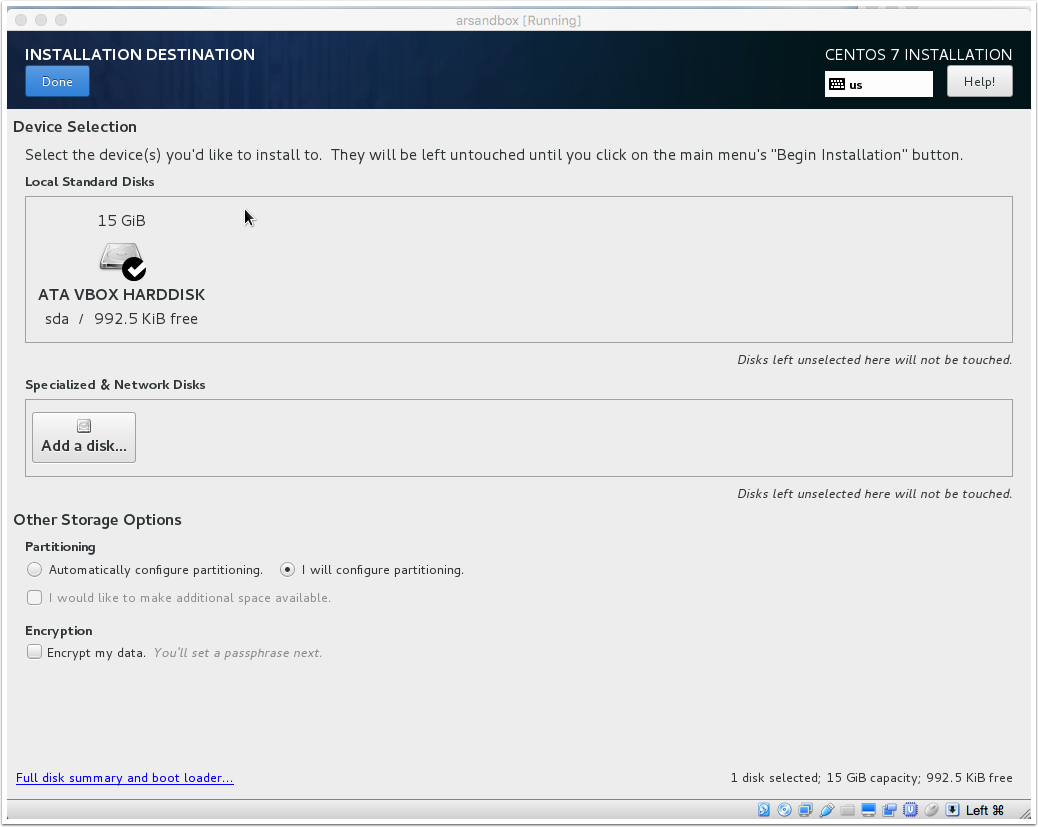 arsandbox [Running]
INSTALLATION DESTINATION
CENTOS 7 INSTALLATION
Done
us
Help!
Device Selection
Select the device(s) you'd like to install to. They will be left untouched until you click on the main menu's "Begin Installation" button.
Local Standard Disks
15 GiB
ATA VBOX HARDDISK
sda / 992.5 KiB free
Disks left unselected here will not be touched.
Specialized & Network Disks
Add a disk...
Disks left unselected here will not be touched.
Other Storage Options
Partitioning
Automatically configure partitioning. I will configure partitioning.
I would like to make additional space available.
Encryption
Encrypt my data. You'll set a passphrase next.
Full disk summary and boot loader...
1 disk selected; 15 GiB capacity; 992.5 KiB free
Left ⌘